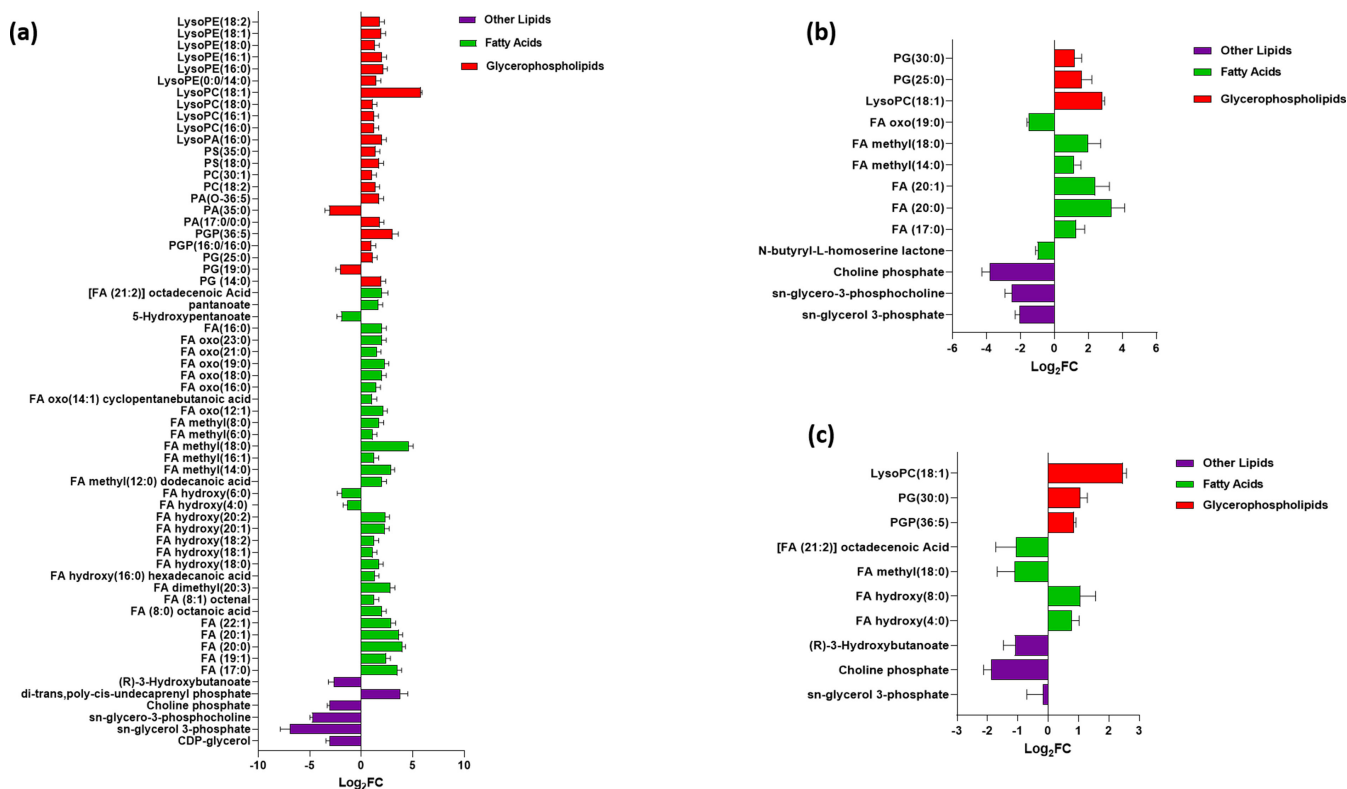 (a)
LysoPE(18:2)
LysoPE(18:1)
LysoPE(18:0)
LysoPE(16:1)
LysoPE(16:0)
LysoPE(0:0/14:0)
LysoPC(18:1)
LysoPC(18:0)
LysoPC(16:1)
LysoPC(16:0)
LysoPA(16:0)
PS(35:0)
PS(18:0)
PC(30:1)
PC(18:2)
PA(O-36:5)
PA(35:0)
PA(17:0/0:0)
PGP(36:5)
PGP(16:0/16:0)
PG(25:0)
PG(19:0)
PG (14:0)
[FA (21:2)] octadecenoic Acid
pantanoate
5-Hydroxypentanoate
FA(16:0)
FA oxo(23:0)
FA oxo(21:0)
FA oxo(19:0)
FA oxo(18:0)
FA oxo(16:0)
FA oxo(14:1) cyclopentanebutanoic acid
FA oxo(12:1)
FA methyl(8:0)
FA methyl(6:0)
FA methyl(18:0)
FA methyl(16:1)
FA methyl(14:0)
FA methyl(12:0) dodecanoic acid
FA hydroxy(6:0)
FA hydroxy(4:0)
FA hydroxy(20:2)
FA hydroxy(20:1)
FA hydroxy(18:2)
FA hydroxy(18:1)
FA hydroxy(18:0)
FA hydroxy(16:0) hexadecanoic acid
FA dimethyl(20:3)
FA (8:1) octenal
FA (8:0) octanoic acid
FA (22:1)
FA (20:1)
FA (20:0)
FA (19:1)
FA (17:0)
(R)-3-Hydroxybutanoate
di-trans,poly-cis-undecaprenyl phosphate
Choline phosphate
sn-glycero-3-phosphocholine
sn-glycerol 3-phosphate
CDP-glycerol
-10 -5 0 5 10
Log2FC
Other Lipids
Fatty Acids
Glycerophospholipids
(b)
PG(30:0)
PG(25:0)
LysoPC(18:1)
FA oxo(19:0)
FA methyl(18:0)
FA methyl(14:0)
FA (20:1)
FA (20:0)
FA (17:0)
N-butyryl-L-homoserine lactone
Choline phosphate
sn-glycero-3-phosphocholine
sn-glycerol 3-phosphate
-6 -4 -2 0 2 4 6
Log2FC
Other Lipids
Fatty Acids
Glycerophospholipids
(c)
LysoPC(18:1)
PG(30:0)
PGP(36:5)
[FA (21:2)] octadecenoic Acid
FA methyl(18:0)
FA hydroxy(8:0)
FA hydroxy(4:0)
(R)-3-Hydroxybutanoate
Choline phosphate
sn-glycerol 3-phosphate
-3 -2 -1 0 1 2 3
Log2FC
Other Lipids
Fatty Acids
Glycerophospholipids